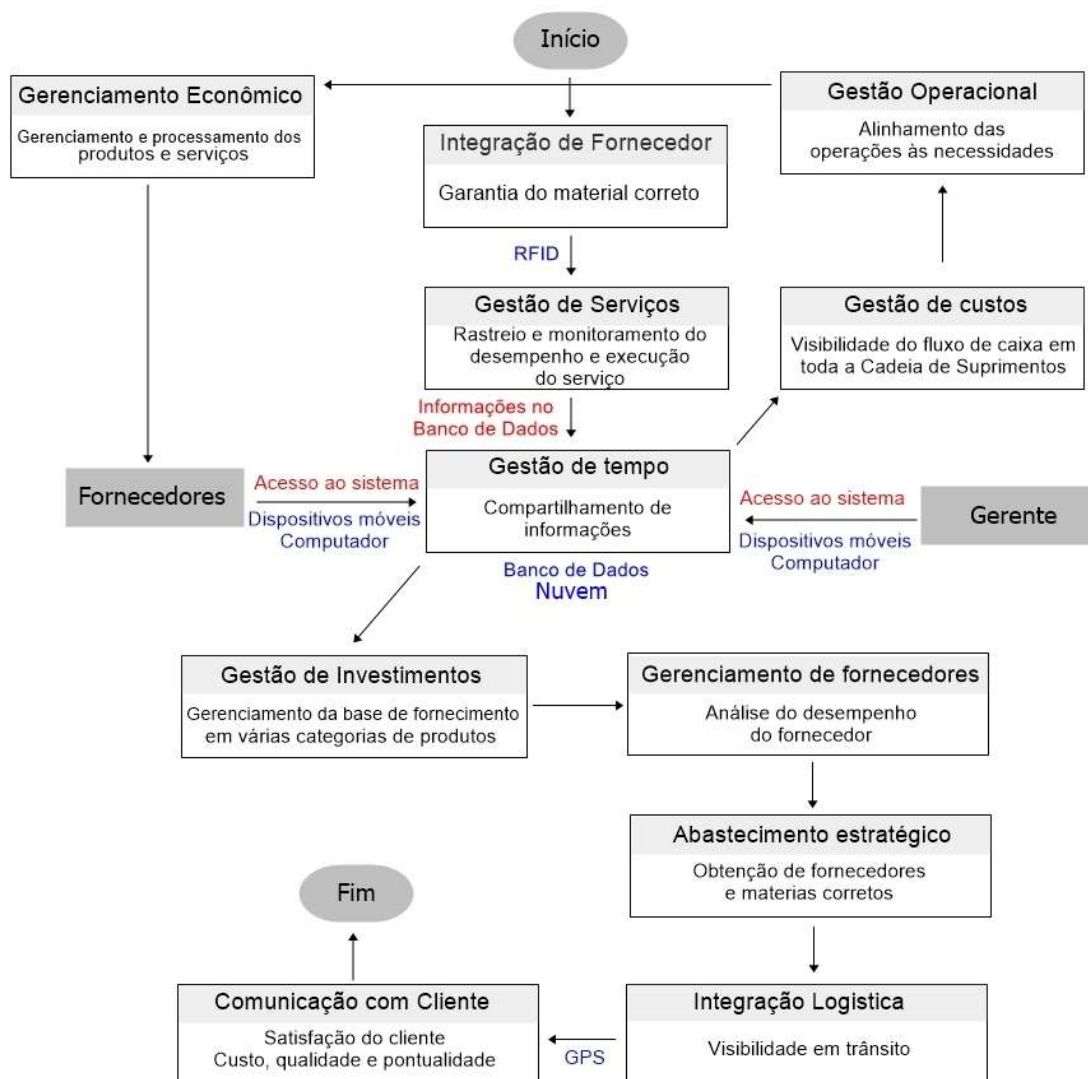 Início
Gerenciamento Econômico
Gerenciamento e processamento dos
produtos e serviços
Integração de Fornecedor
Garantia do material correto
Gestão Operacional
Alinhamento das
operações às necessidades
RFID
Gestão de Serviços
Rastreio e monitoramento do
desempenho e execução
do serviço
Gestão de custos
Visibilidade do fluxo de caixa em
toda a Cadeia de Suprimentos
Informações no
Banco de Dados
Fornecedores
Acesso ao sistema
Dispositivos móveis
Computador
Gestão de tempo
Compartilhamento de
informações
Banco de Dados
Nuvem
Acesso ao sistema
Dispositivos móveis
Computador
Gerente
Gestão de Investimentos
Gerenciamento da base de fornecimento
em várias categorias de produtos
Gerenciamento de fornecedores
Análise do desempenho
do fornecedor
Abastecimento estratégico
Obtenção de fornecedores
e materias corretos
Integração Logistica
Visibilidade em trânsito
GPS
Comunicação com Cliente
Satisfação do cliente
Custo, qualidade e pontualidade
Fim